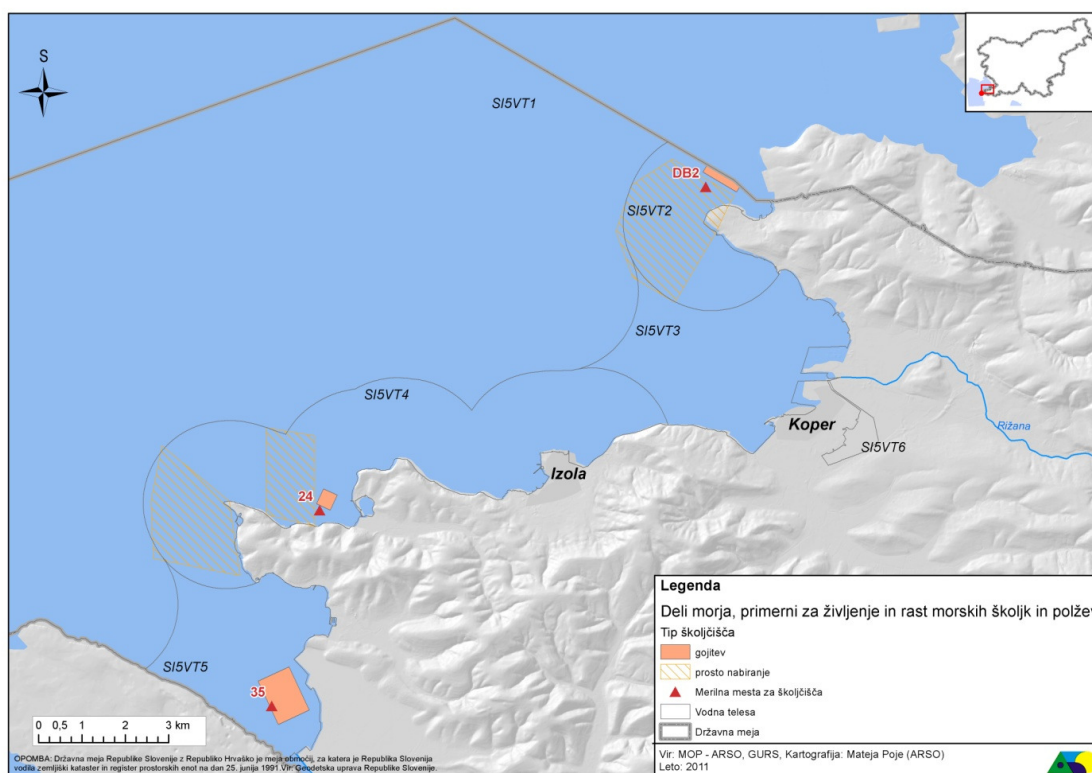 S
SI5VT1
DB2
SI5VT2
SI5VT3
SI5VT4
Koper
Rižana
SI5VT6
Izola
24
SI5VT5
35
0 0,5 1 2 3 km
OPOMBA: Državna meja Republike Slovenije z Republiko Hrvaško je meja območij, za katera je Republika Slovenija
vodila zemljiški kataster in register prostorskih enot na dan 25. junija 1991.Vir: Geodetska uprava Republike Slovenije.
Legenda
Deli morja, primerni za življenje in rast morskih školjk in polže
Tip školjčišča
gojitev
prosto nabiranje
Merilna mesta za školjčišča
Vodna telesa
Državna meja
Vir: MOP - ARSO, GURS, Kartografija: Mateja Poje (ARSO)
Leto: 2011